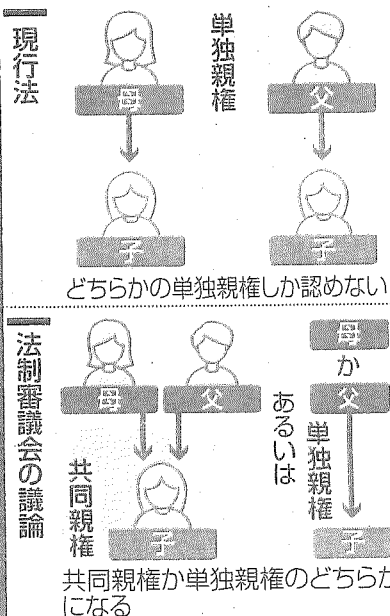 現行法
単独親権
母
父
子
子
どちらかの単独親権しか認めない
法制審議会の議論
母
父
共同親権
子
あるいは
母
か
父
単独親権
子
共同親権か単独親権のどちらか
になる